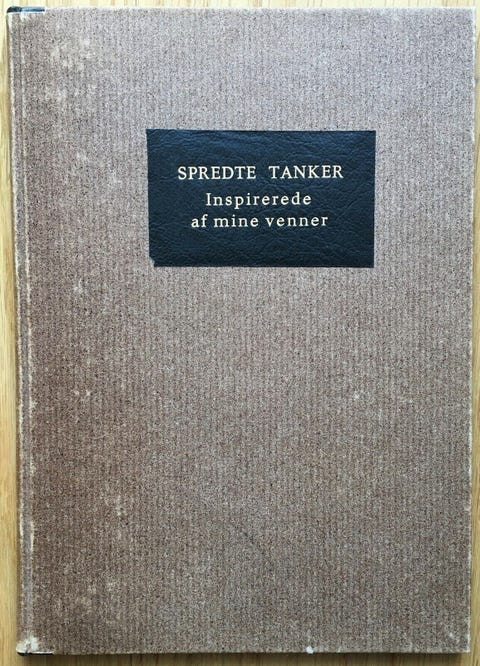 SPREDTE TANKER
Inspirerede
af mine venner